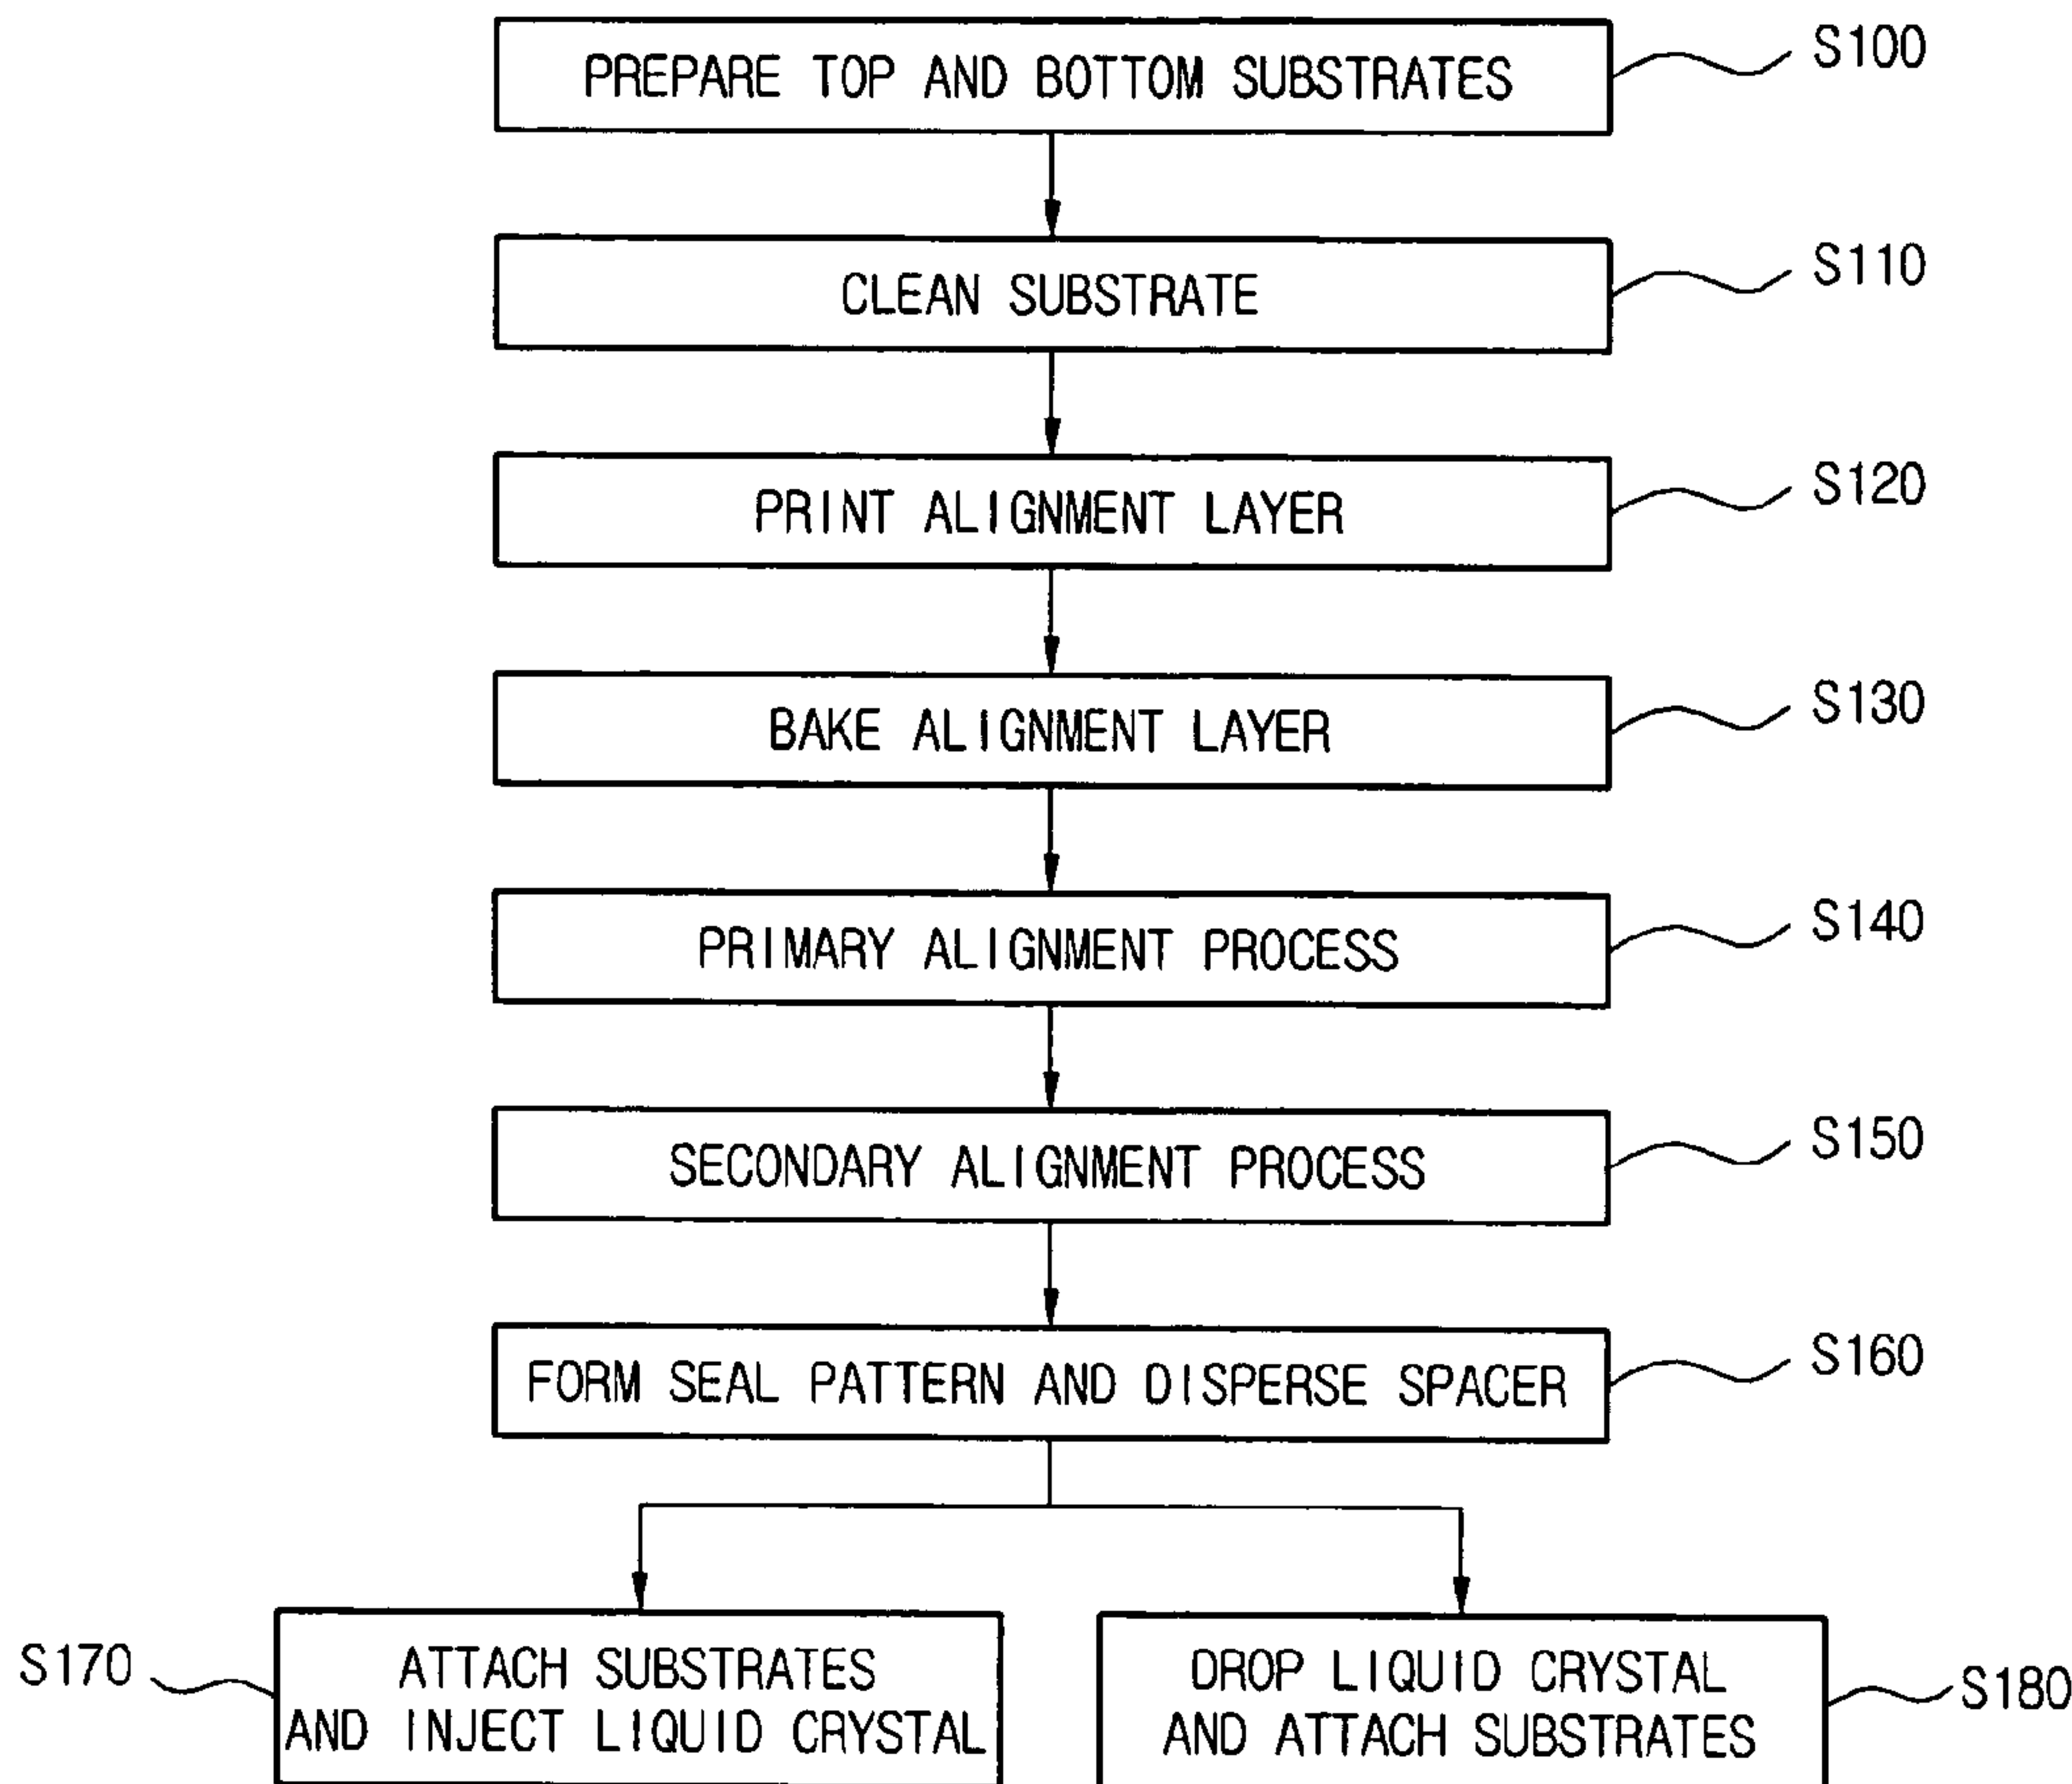 PREPARE TOP AND BOTTOM SUBSTRATES
S100
CLEAN SUBSTRATE
S110
PRINT ALIGNMENT LAYER
S120
BAKE ALIGNMENT LAYER
S130
PRIMARY ALIGNMENT PROCESS
S140
SECONDARY ALIGNMENT PROCESS
S150
FORM SEAL PATTERN AND DISPERSE SPACER
S160
S170
ATTACH SUBSTRATES
AND INJECT LIQUID CRYSTAL
DROP LIQUID CRYSTAL
AND ATTACH SUBSTRATES
S180